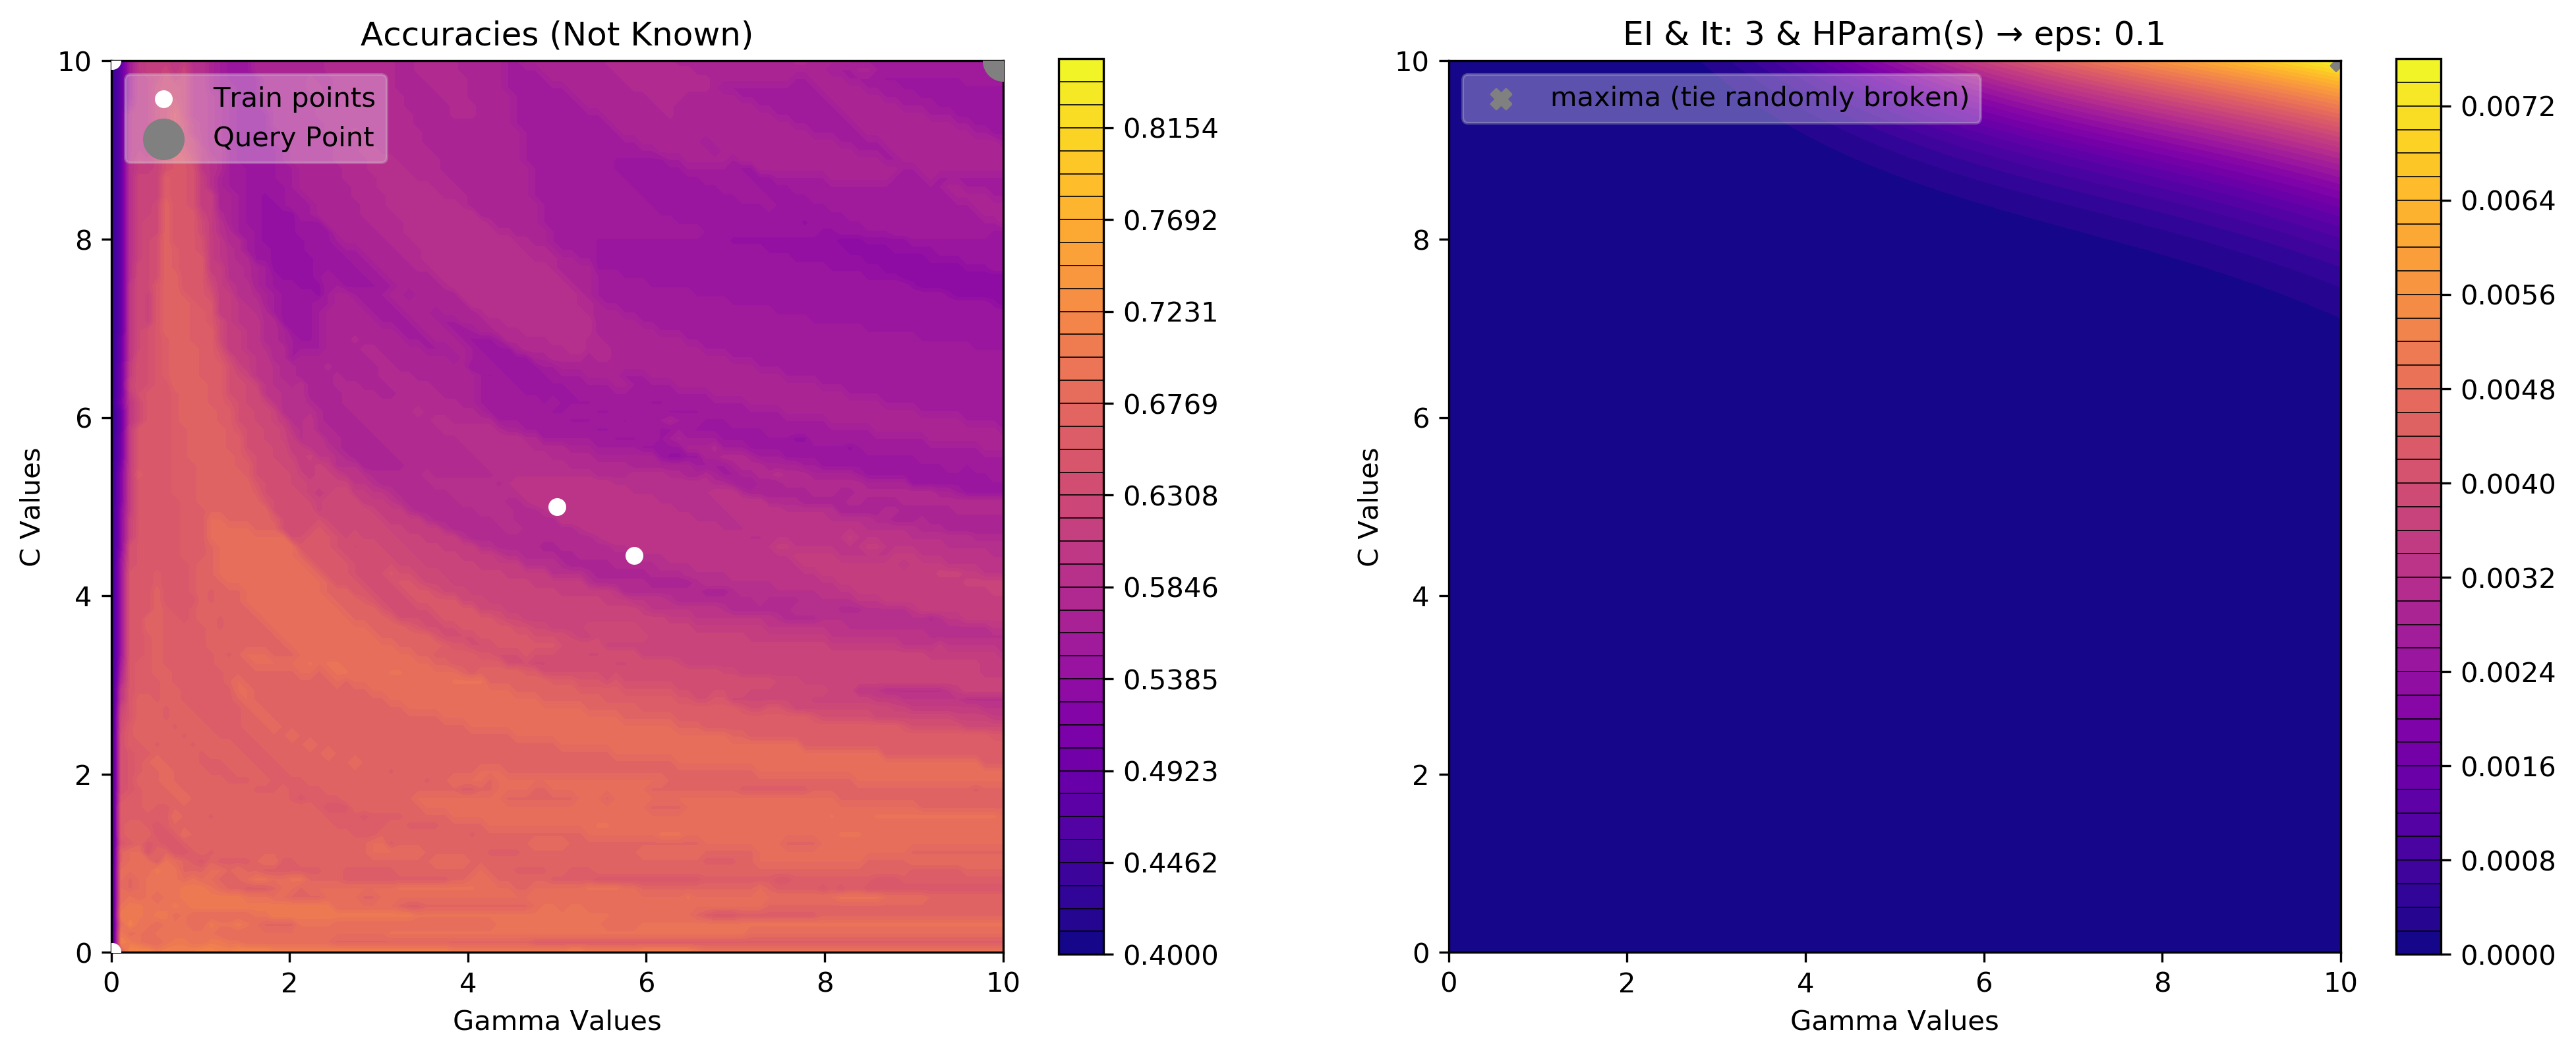 Accuracies (Not Known)
Train points
Query Point
10
8
6
4
2
0
C Values
0 2 4 6 8 10
Gamma Values
0.8154
0.7692
0.7231
0.6769
0.6308
0.5846
0.5385
0.4923
0.4462
0.4000
EI & It: 3 & HParam(s) → eps: 0.1
maxima (tie randomly broken)
10
8
6
4
2
0
C Values
0 2 4 6 8 10
Gamma Values
0.0072
0.0064
0.0056
0.0048
0.0040
0.0032
0.0024
0.0016
0.0008
0.0000